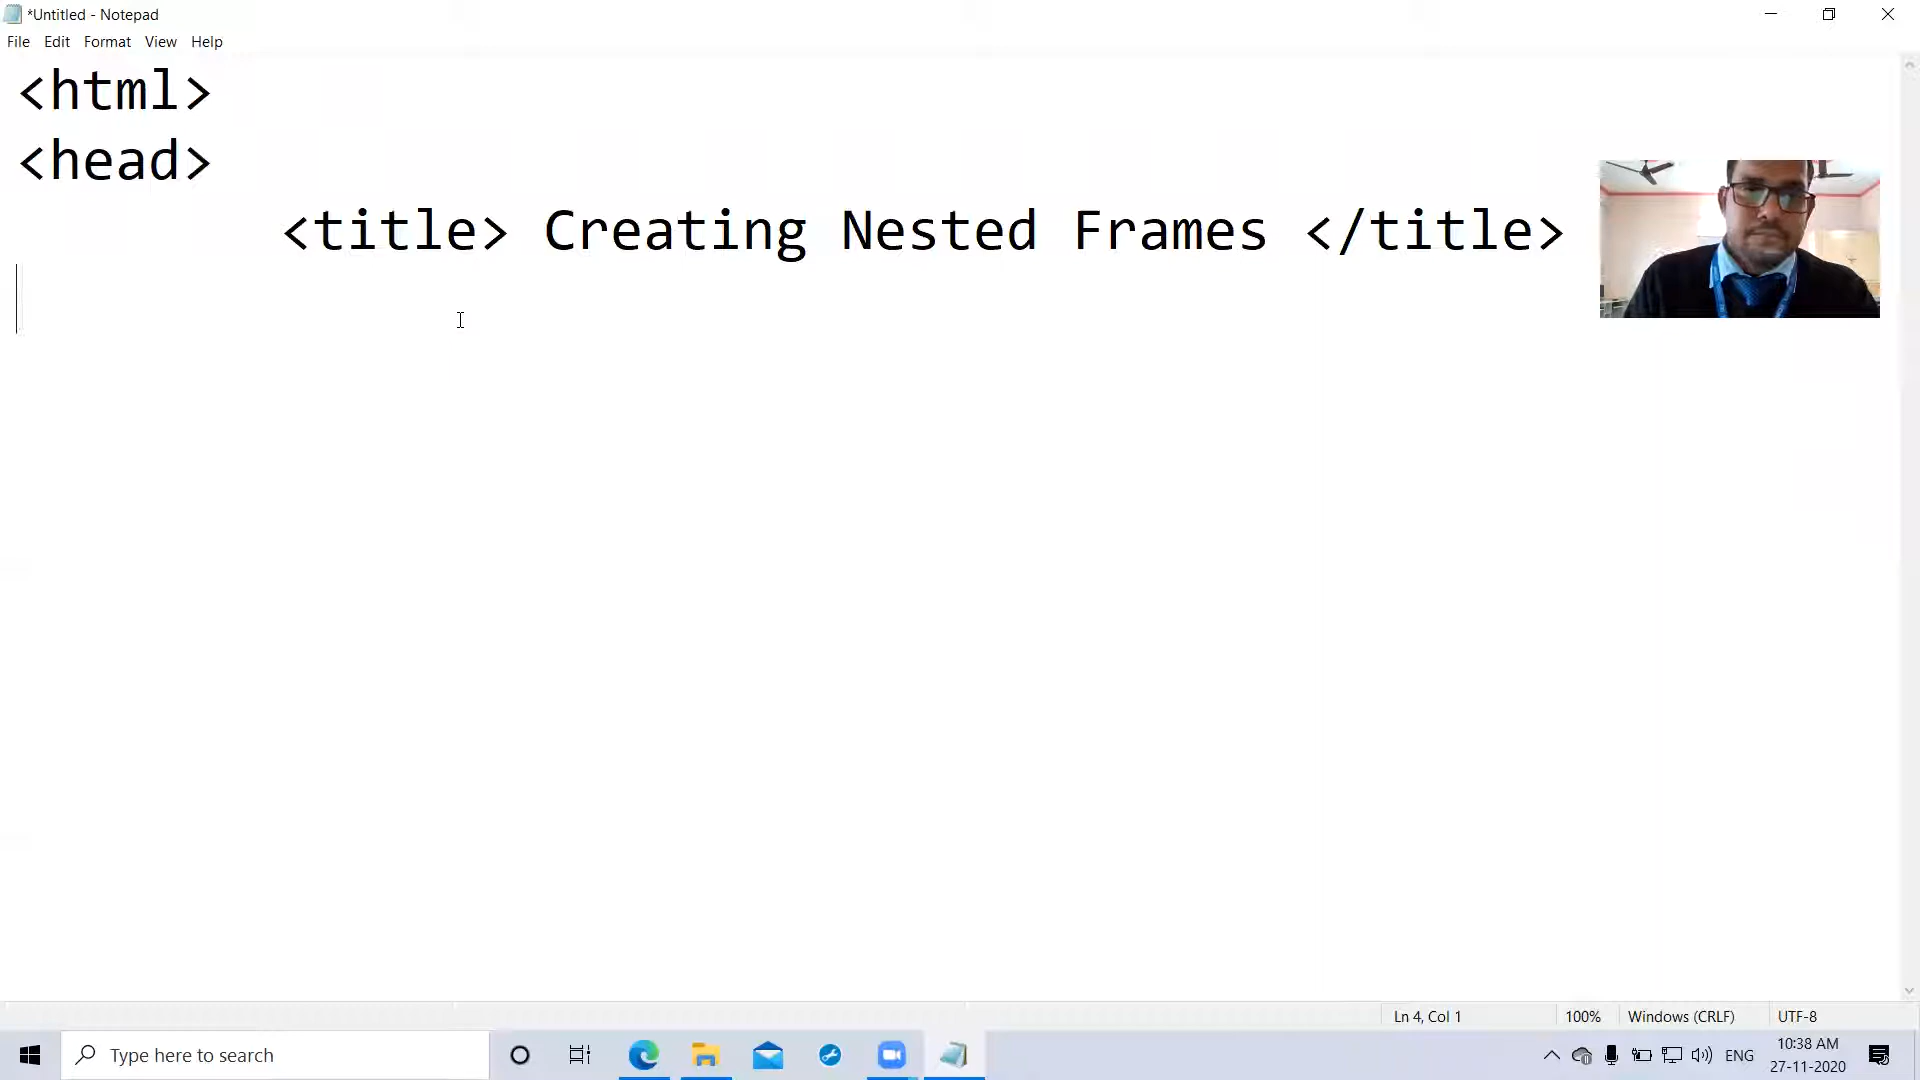 *Untitled - Notepad
File Edit Format View Help
<html>
<head>
<title> Creating Nested Frames </title>
Ln 4, Col 1 100% Windows (CRLF) UTF-8
Type here to search ENG 10:38 AM
27-11-2020